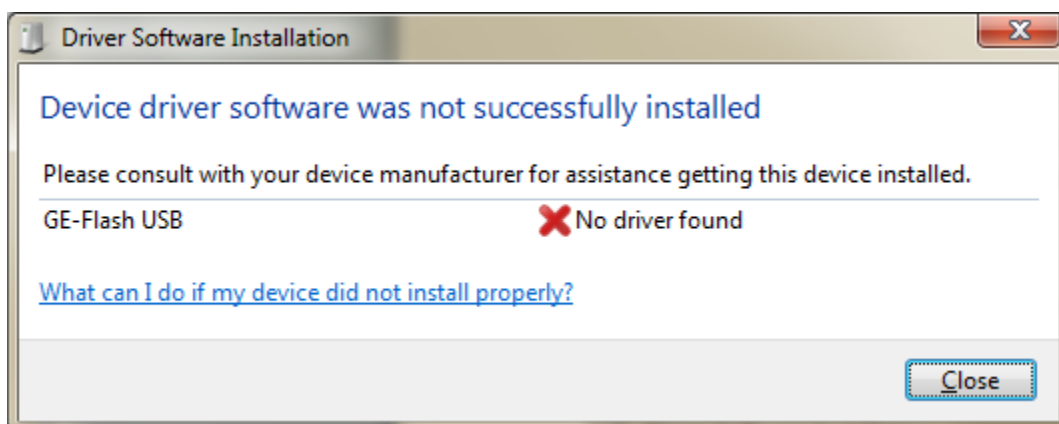 Driver Software Installation
Device driver software was not successfully installed
Please consult with your device manufacturer for assistance getting this device installed.
GE-Flash USB No driver found
What can I do if my device did not install properly?
Close